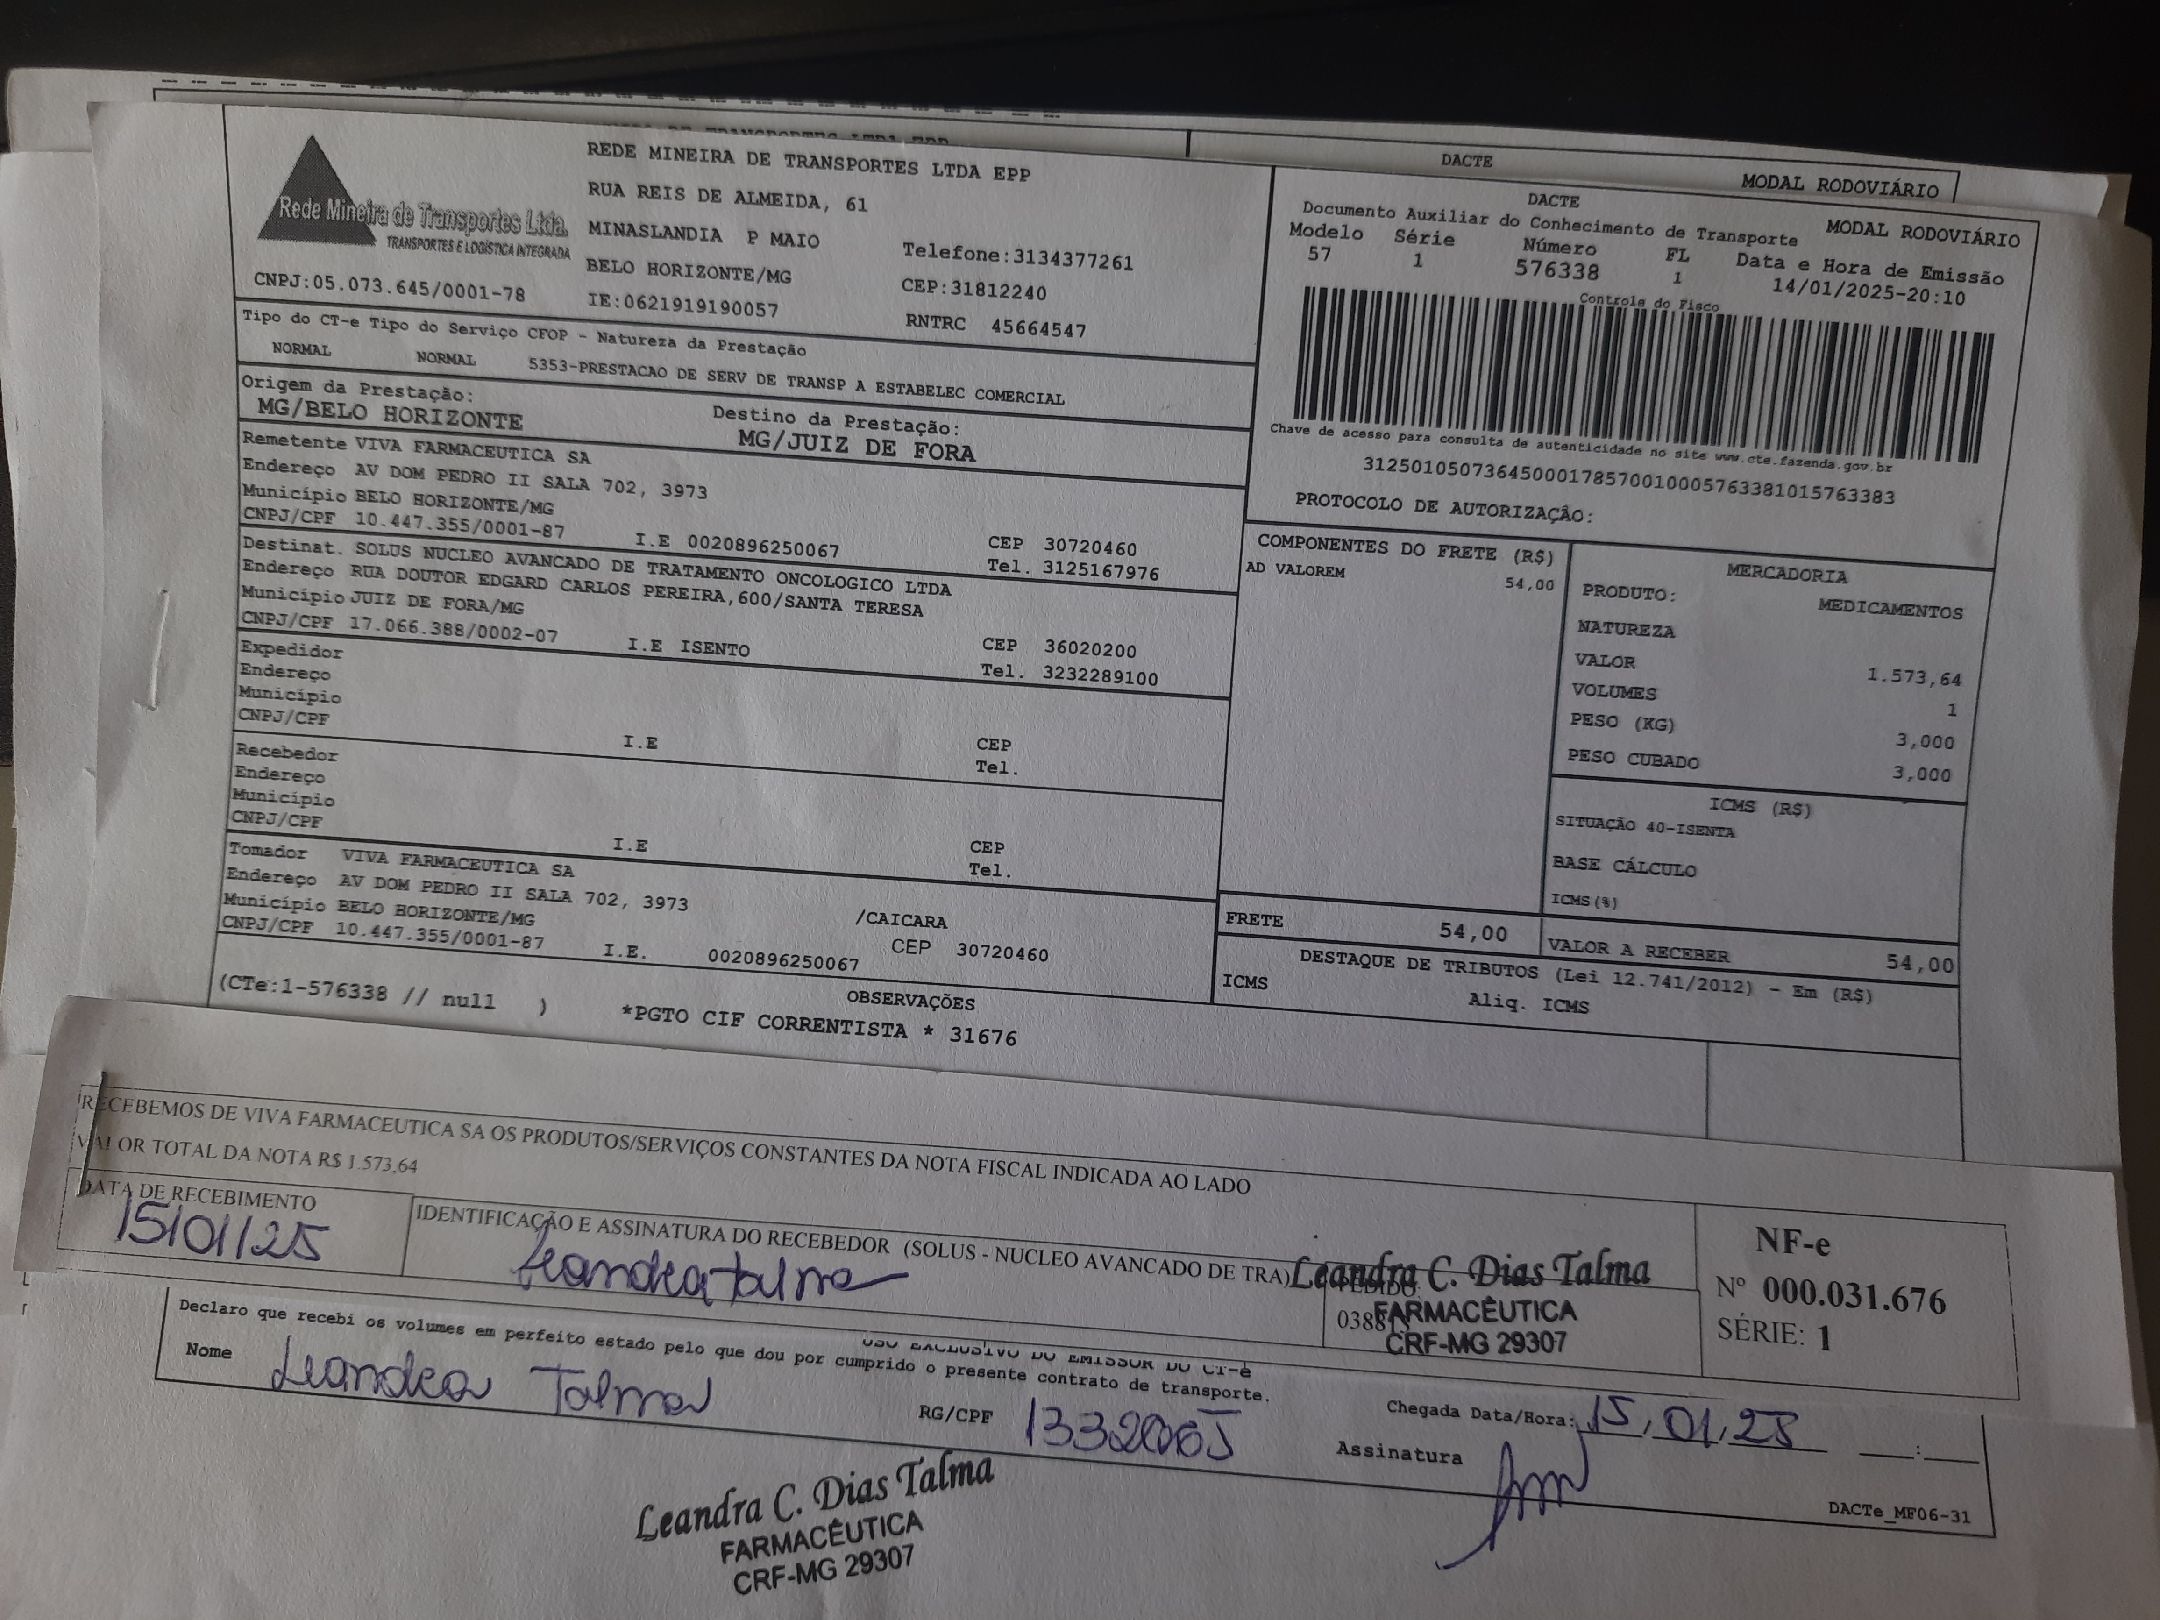 DACTE
MODAL RODOVIÁRIO
Rede Mineira de Transportes Ltda.
TRANSPORTES E LOGÍSTICA INTEGRADA
CNPJ:05.073.645/0001-78
REDE MINEIRA DE TRANSPORTES LTDA EPP
RUA REIS DE ALMEIDA, 61
MINASLANDIA P MAIO
BELO HORIZONTE/MG
IE:0621919190057
Telefone:3134377261
CEP:31812240
RNTRC 45664547
DACTE
MODAL RODOVIÁRIO
Documento Auxiliar do Conhecimento de Transporte
Modelo Série Número FL Data e Hora de Emissão
57 1 576338 1 14/01/2025-20:10
Controle do Fisco
Chave de acesso para consulta de autenticidade no site www.cte.fazenda.gov.br
31250105073645000178570010005763381015763383
PROTOCOLO DE AUTORIZAÇÃO:
Tipo do CT-e Tipo do Serviço CFOP - Natureza da Prestação
NORMAL NORMAL 5353-PRESTACAO DE SERV DE TRANSP A ESTABELEC COMERCIAL
Origem da Prestação: Destino da Prestação:
MG/BELO HORIZONTE MG/JUIZ DE FORA
Remetente VIVA FARMACEUTICA SA
Endereço AV DOM PEDRO II SALA 702, 3973
Município BELO HORIZONTE/MG CEP 30720460
CNPJ/CPF 10.447.355/0001-87 I.E 0020896250067 Tel. 3125167976
Destinat. SOLUS NUCLEO AVANCADO DE TRATAMENTO ONCOLOGICO LTDA
Endereço RUA DOUTOR EDGARD CARLOS PEREIRA,600/SANTA TERESA
Município JUIZ DE FORA/MG CEP 36020200
CNPJ/CPF 17.066.388/0002-07 I.E ISENTO Tel. 3232289100
Expedidor
Endereço
Município CEP
CNPJ/CPF I.E Tel.
Recebedor
Endereço
Município CEP
CNPJ/CPF I.E Tel.
Tomador VIVA FARMACEUTICA SA
Endereço AV DOM PEDRO II SALA 702, 3973 /CAICARA
Município BELO HORIZONTE/MG CEP 30720460
CNPJ/CPF 10.447.355/0001-87 I.E. 0020896250067
COMPONENTES DO FRETE (R$)
AD VALOREM 54,00
MERCADORIA
PRODUTO: MEDICAMENTOS
NATUREZA
VALOR 1.573,64
VOLUMES 1
PESO (KG) 3,000
PESO CUBADO 3,000
ICMS (R$)
SITUAÇÃO 40-ISENTA
BASE CÁLCULO
ICMS(%)
FRETE 54,00 VALOR A RECEBER 54,00
DESTAQUE DE TRIBUTOS (Lei 12.741/2012) - Em (R$)
ICMS Aliq. ICMS
OBSERVAÇÕES
(CTe:1-576338 // null ) *PGTO CIF CORRENTISTA * 31676
RECEBEMOS DE VIVA FARMACEUTICA SA OS PRODUTOS/SERVIÇOS CONSTANTES DA NOTA FISCAL INDICADA AO LADO
VALOR TOTAL DA NOTA R$ 1.573,64
DATA DE RECEBIMENTO
15/01/25
IDENTIFICAÇÃO E ASSINATURA DO RECEBEDOR (SOLUS - NUCLEO AVANCADO DE TRA)
Leandra Talma
PEDIDO:
Leandra C. Dias Talma
FARMACÊUTICA
CRF-MG 29307
NF-e
Nº 000.031.676
SÉRIE: 1
USO EXCLUSIVO DO EMISSOR DO CT-e
Declaro que recebi os volumes em perfeito estado pelo que dou por cumprido o presente contrato de transporte.
Nome Leandra Talma RG/CPF 13320065
Chegada Data/Hora: 15/01/25 __:__
Assinatura
DACTe_MF06-31
Leandra C. Dias Talma
FARMACÊUTICA
CRF-MG 29307